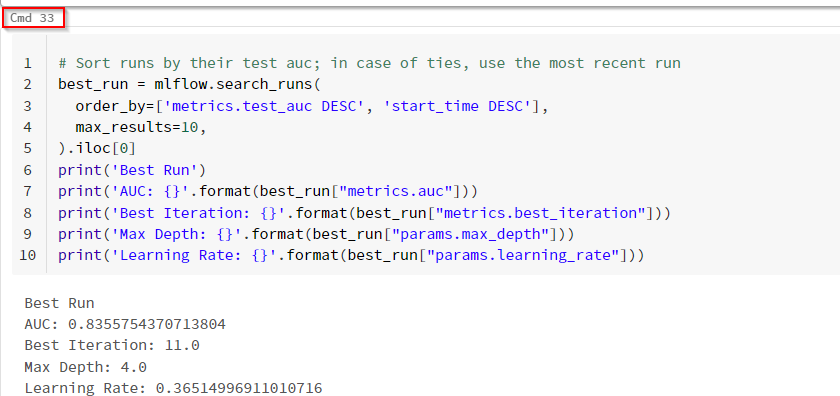 Cmd 33
1 # Sort runs by their test auc; in case of ties, use the most recent run
2 best_run = mlflow.search_runs(
3   order_by=['metrics.test_auc DESC', 'start_time DESC'],
4   max_results=10,
5 ).iloc[0]
6 print('Best Run')
7 print('AUC: {}'.format(best_run["metrics.auc"]))
8 print('Best Iteration: {}'.format(best_run["metrics.best_iteration"]))
9 print('Max Depth: {}'.format(best_run["params.max_depth"]))
10 print('Learning Rate: {}'.format(best_run["params.learning_rate"]))
Best Run
AUC: 0.8355754370713804
Best Iteration: 11.0
Max Depth: 4.0
Learning Rate: 0.36514996911010716